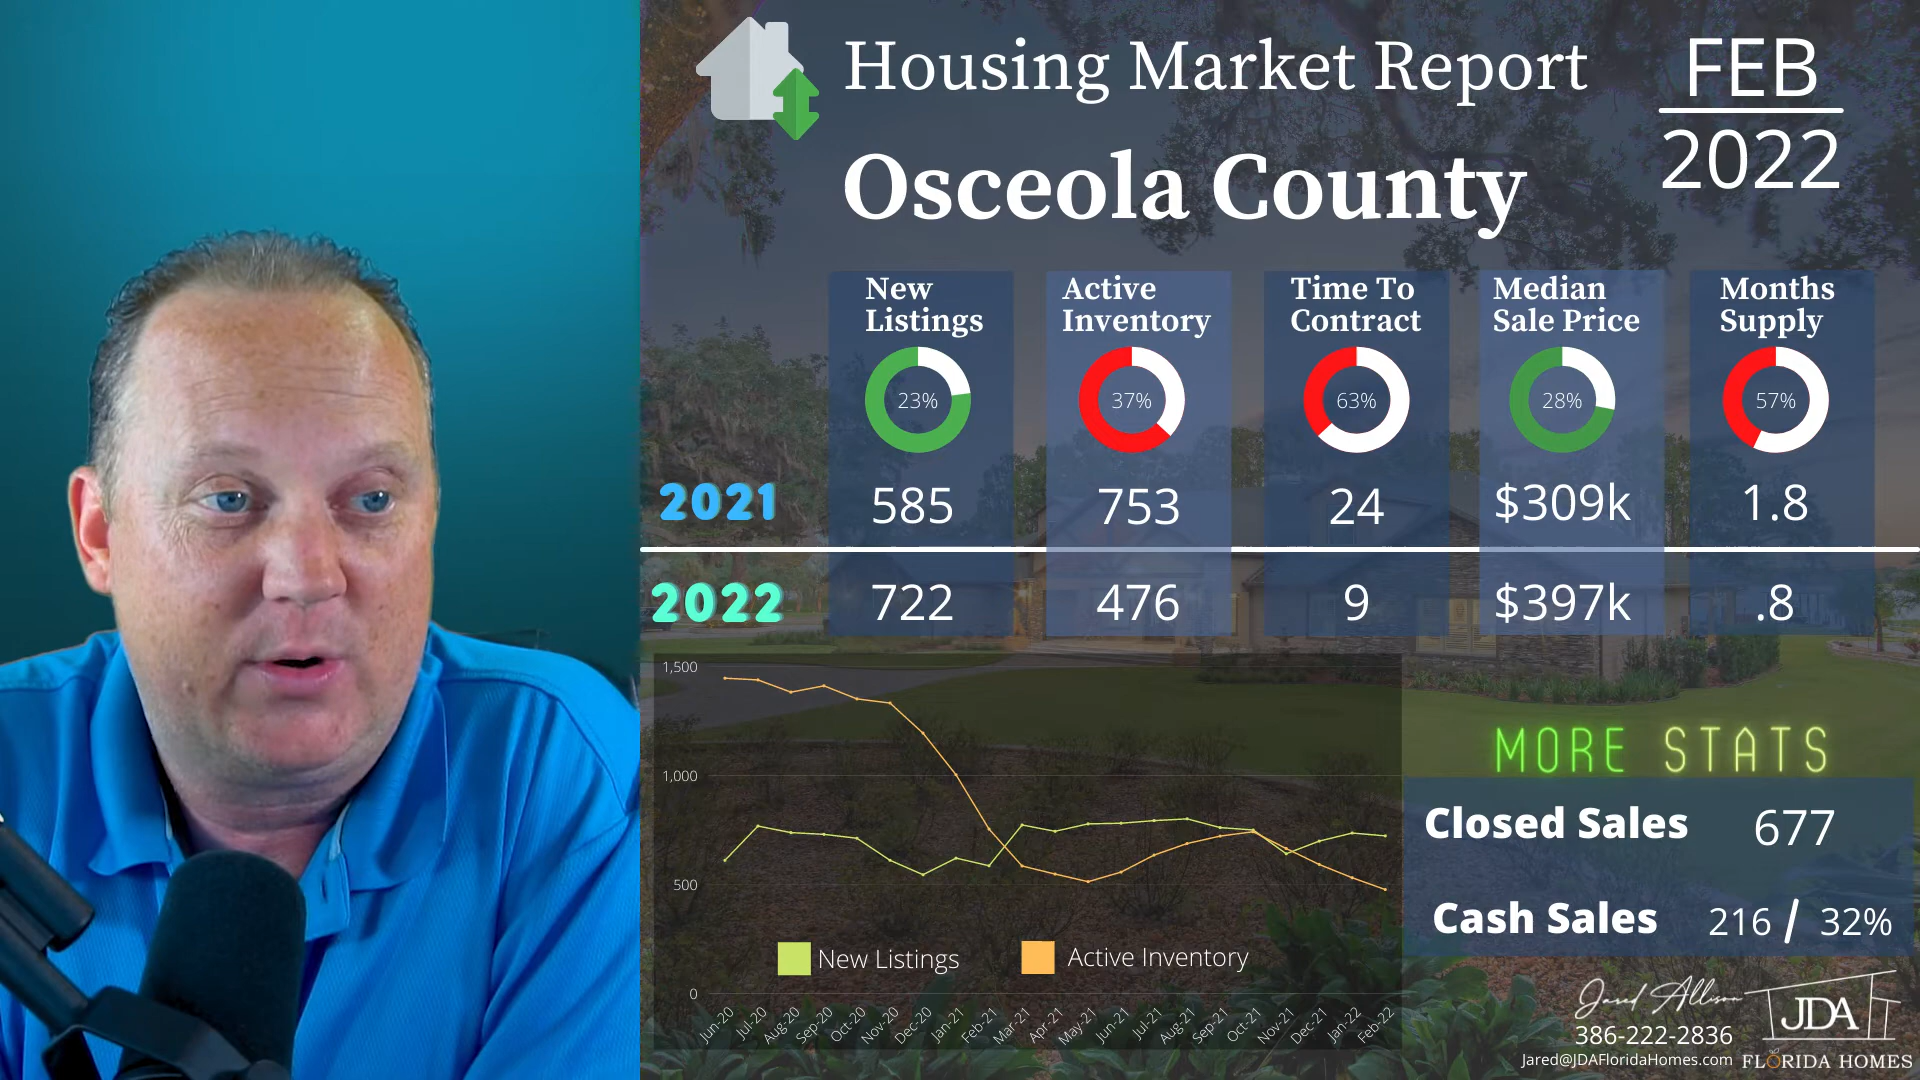 Housing Market Report
Osceola County
FEB
2022
New
Listings
Active
Inventory
Time To
Contract
Median
Sale Price
Months
Supply
23%
37%
63%
28%
57%
2021
585
753
24
$309k
1.8
2022
722
476
9
$397k
.8
1,500
1,000
500
0
New Listings
Active Inventory
Jun-20
Jul-20
Aug-20
Sep-20
Oct-20
Nov-20
Dec-20
Jan-21
Feb-21
Mar-21
Apr-21
May-21
Jun-21
Jul-21
Aug-21
Sep-21
Oct-21
Nov-21
Dec-21
Jan-22
Feb-22
MORE STATS
Closed Sales 677
Cash Sales 216 / 32%
Jared Allison
386-222-2836
Jared@JDAFloridaHomes.com
JDA
FLORIDA HOMES